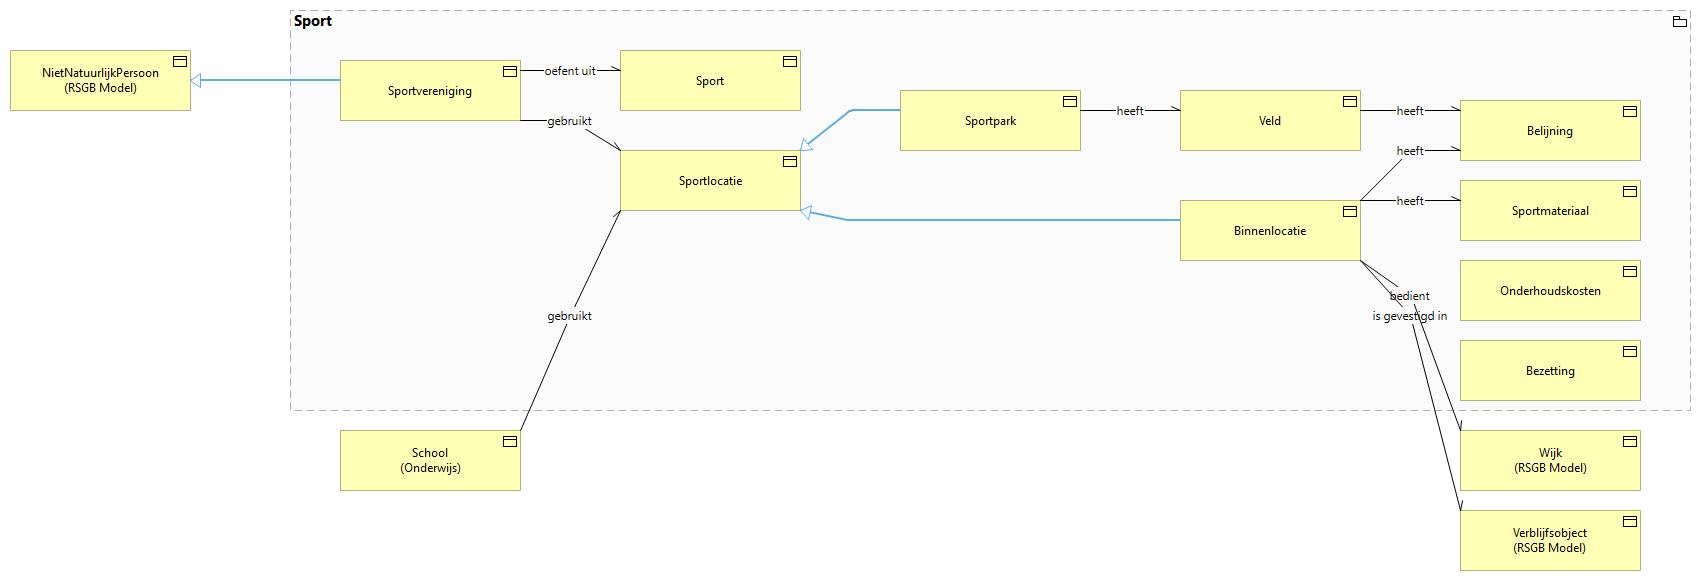 Sport
NietNatuurlijkPersoon
(RSGB Model)
Sportvereniging
oefent uit
Sport
gebruikt
Sportlocatie
Sportpark
heeft
Veld
heeft
Belijning
heeft
heeft
Sportmateriaal
Binnenlocatie
Onderhoudskosten
bedient
is gevestigd in
gebruikt
Bezetting
School
(Onderwijs)
Wijk
(RSGB Model)
Verblijfsobject
(RSGB Model)